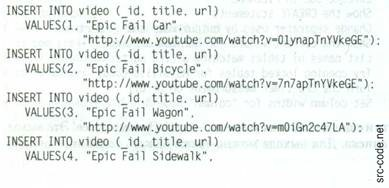 INSERT INTO video (_id, title, url)
VALUES(1, "Epic Fail Car",
"http://www.youtube.com/watch?v=01ynapTnYVkeGE");
INSERT INTO video (_id, title, url)
VALUES(2, "Epic Fail Bicycle",
"http://www.youtube.com/watch?v=7n7apTnYVkeGE");
INSERT INTO video (_id, title, url)
VALUES(3, "Epic Fail Wagon",
"http://www.youtube.com/watch?v=m0iGn2c47LA");
INSERT INTO video (_id, title, url)
VALUES(4, "Epic Fail Sidewalk",
src-code.net